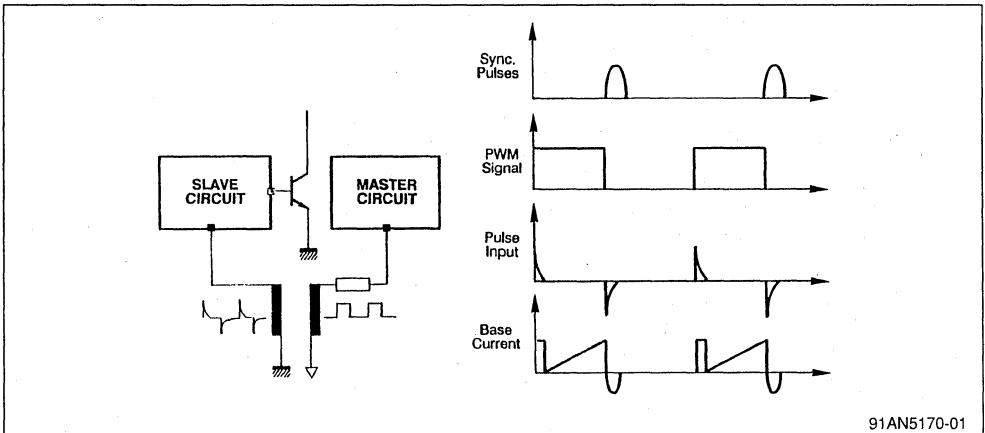 SLAVE
CIRCUIT
MASTER
CIRCUIT
Sync.
Pulses
PWM
Signal
Pulse
Input
Base
Current
91AN5170-01